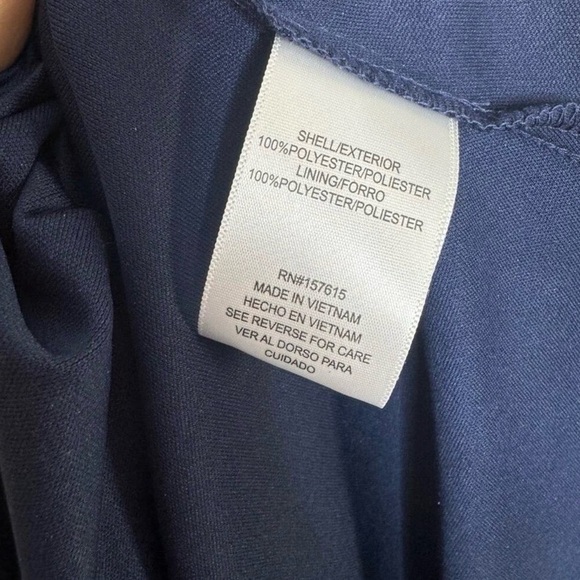 SHELL/EXTERIOR
100%POLYESTER/POLIESTER
LINING/FORRO
100%POLYESTER/POLIESTER
RN#157615
MADE IN VIETNAM
HECHO EN VIETNAM
SEE REVERSE FOR CARE
VER AL DORSO PARA
CUIDADO